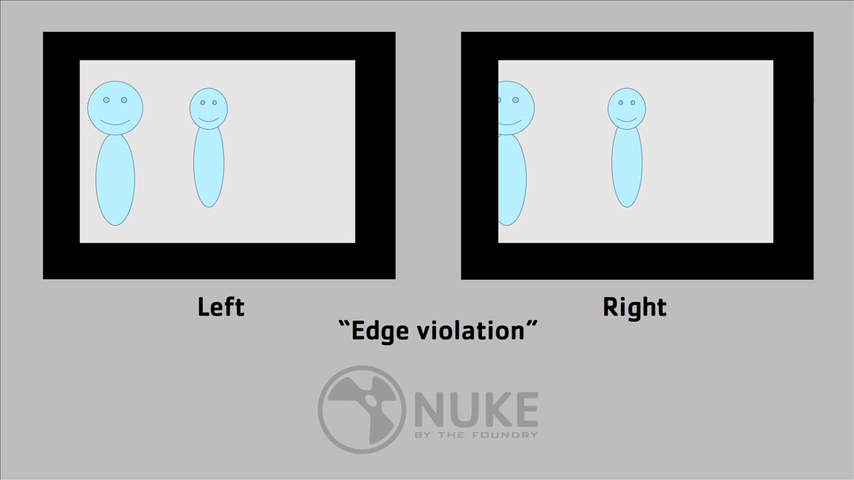 Left
Right
“Edge violation”
NUKE
BY THE FOUNDRY